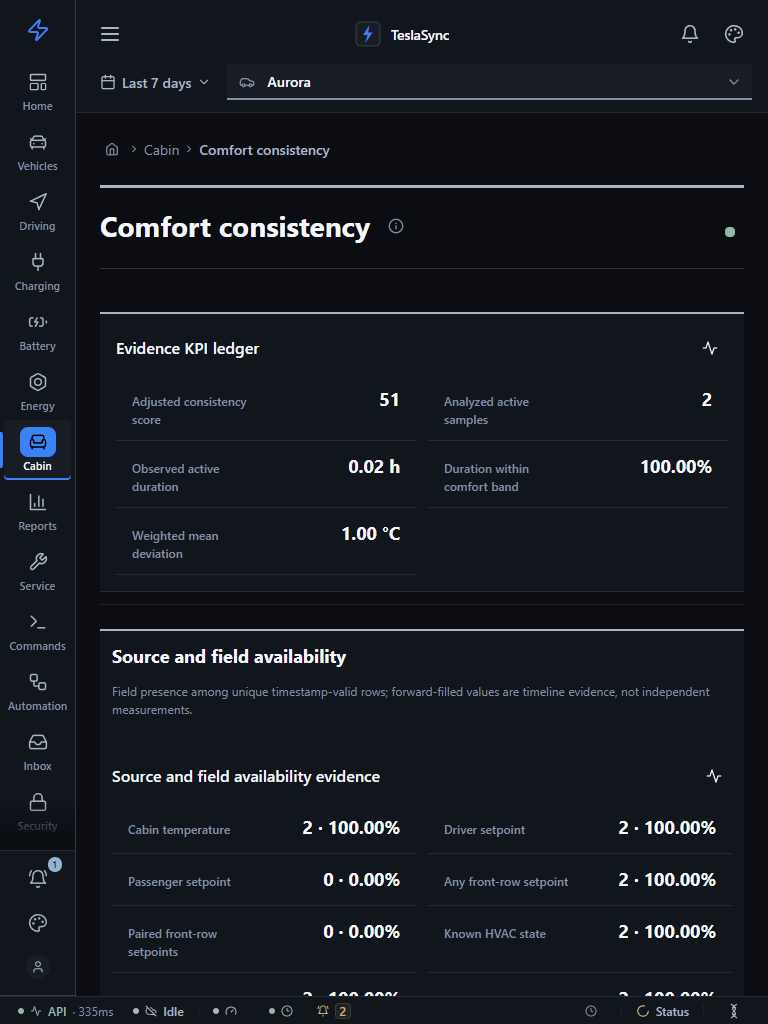 TeslaSync
Last 7 days
Aurora
Home
Vehicles
Driving
Charging
Battery
Energy
Cabin
Reports
Service
Commands
Automation
Inbox
Security
1
Cabin
Comfort consistency
Comfort consistency
Evidence KPI ledger
Adjusted consistency score
51
Analyzed active samples
2
Observed active duration
0.02 h
Duration within comfort band
100.00%
Weighted mean deviation
1.00 °C
Source and field availability
Field presence among unique timestamp-valid rows; forward-filled values are timeline evidence, not independent
measurements.
Source and field availability evidence
Cabin temperature
2 · 100.00%
Driver setpoint
2 · 100.00%
Passenger setpoint
0 · 0.00%
Any front-row setpoint
2 · 100.00%
Paired front-row setpoints
0 · 0.00%
Known HVAC state
2 · 100.00%
API · 335ms
Idle
2
Status